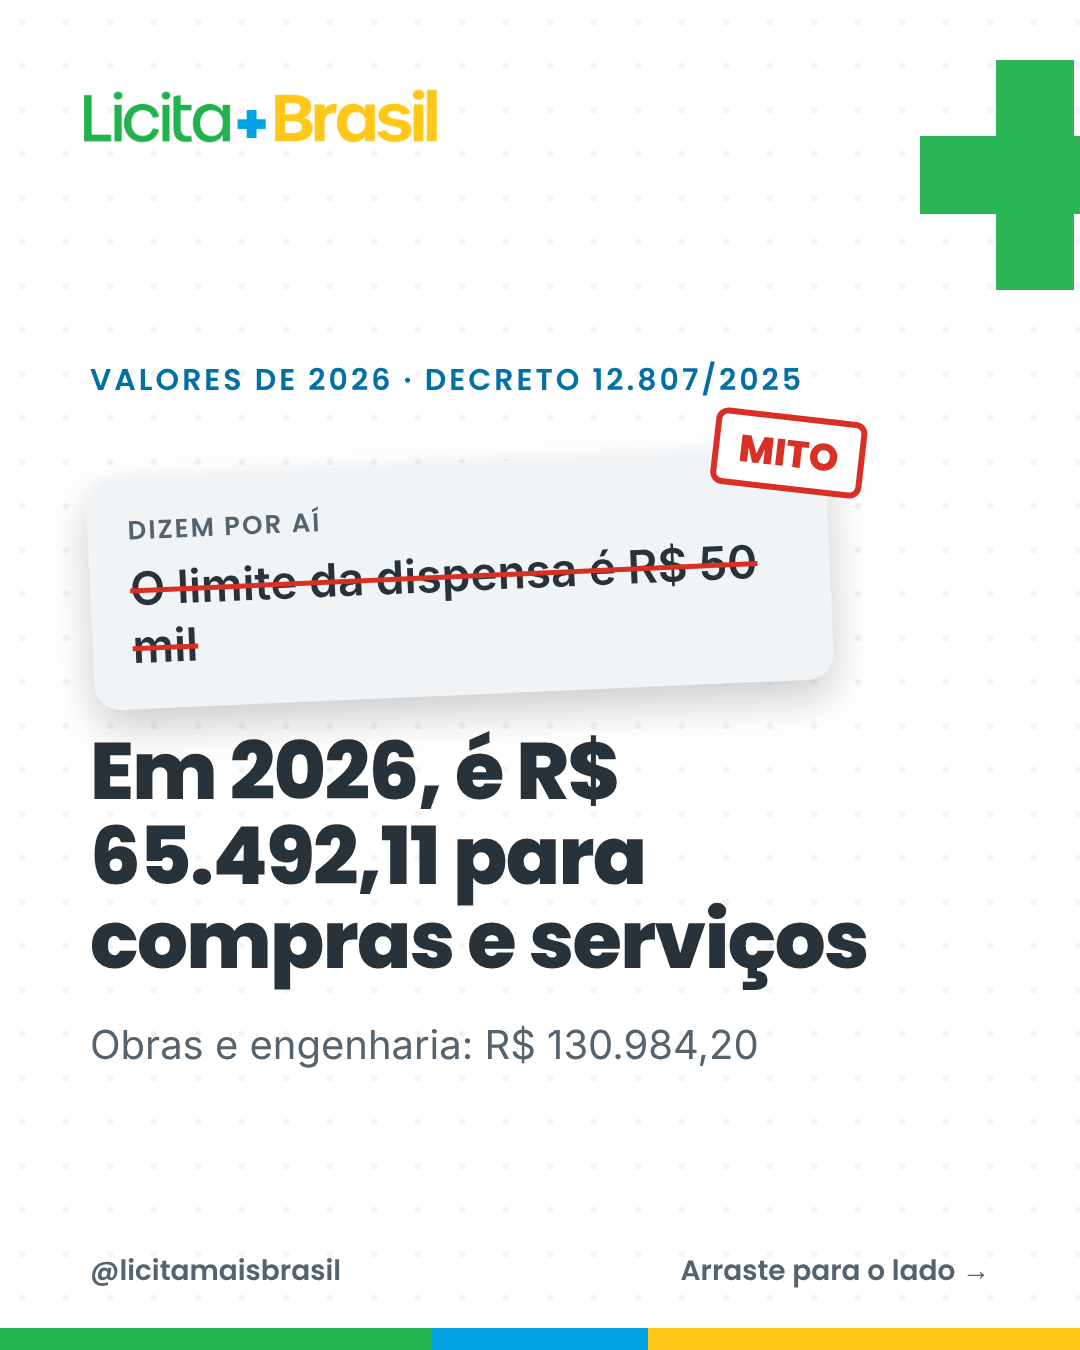 Licita+Brasil
VALORES DE 2026 · DECRETO 12.807/2025
MITO
DIZEM POR AÍ
O limite da dispensa é R$ 50
mil
Em 2026, é R$
65.492,11 para
compras e serviços
Obras e engenharia: R$ 130.984,20
@licitamaisbrasil
Arraste para o lado →